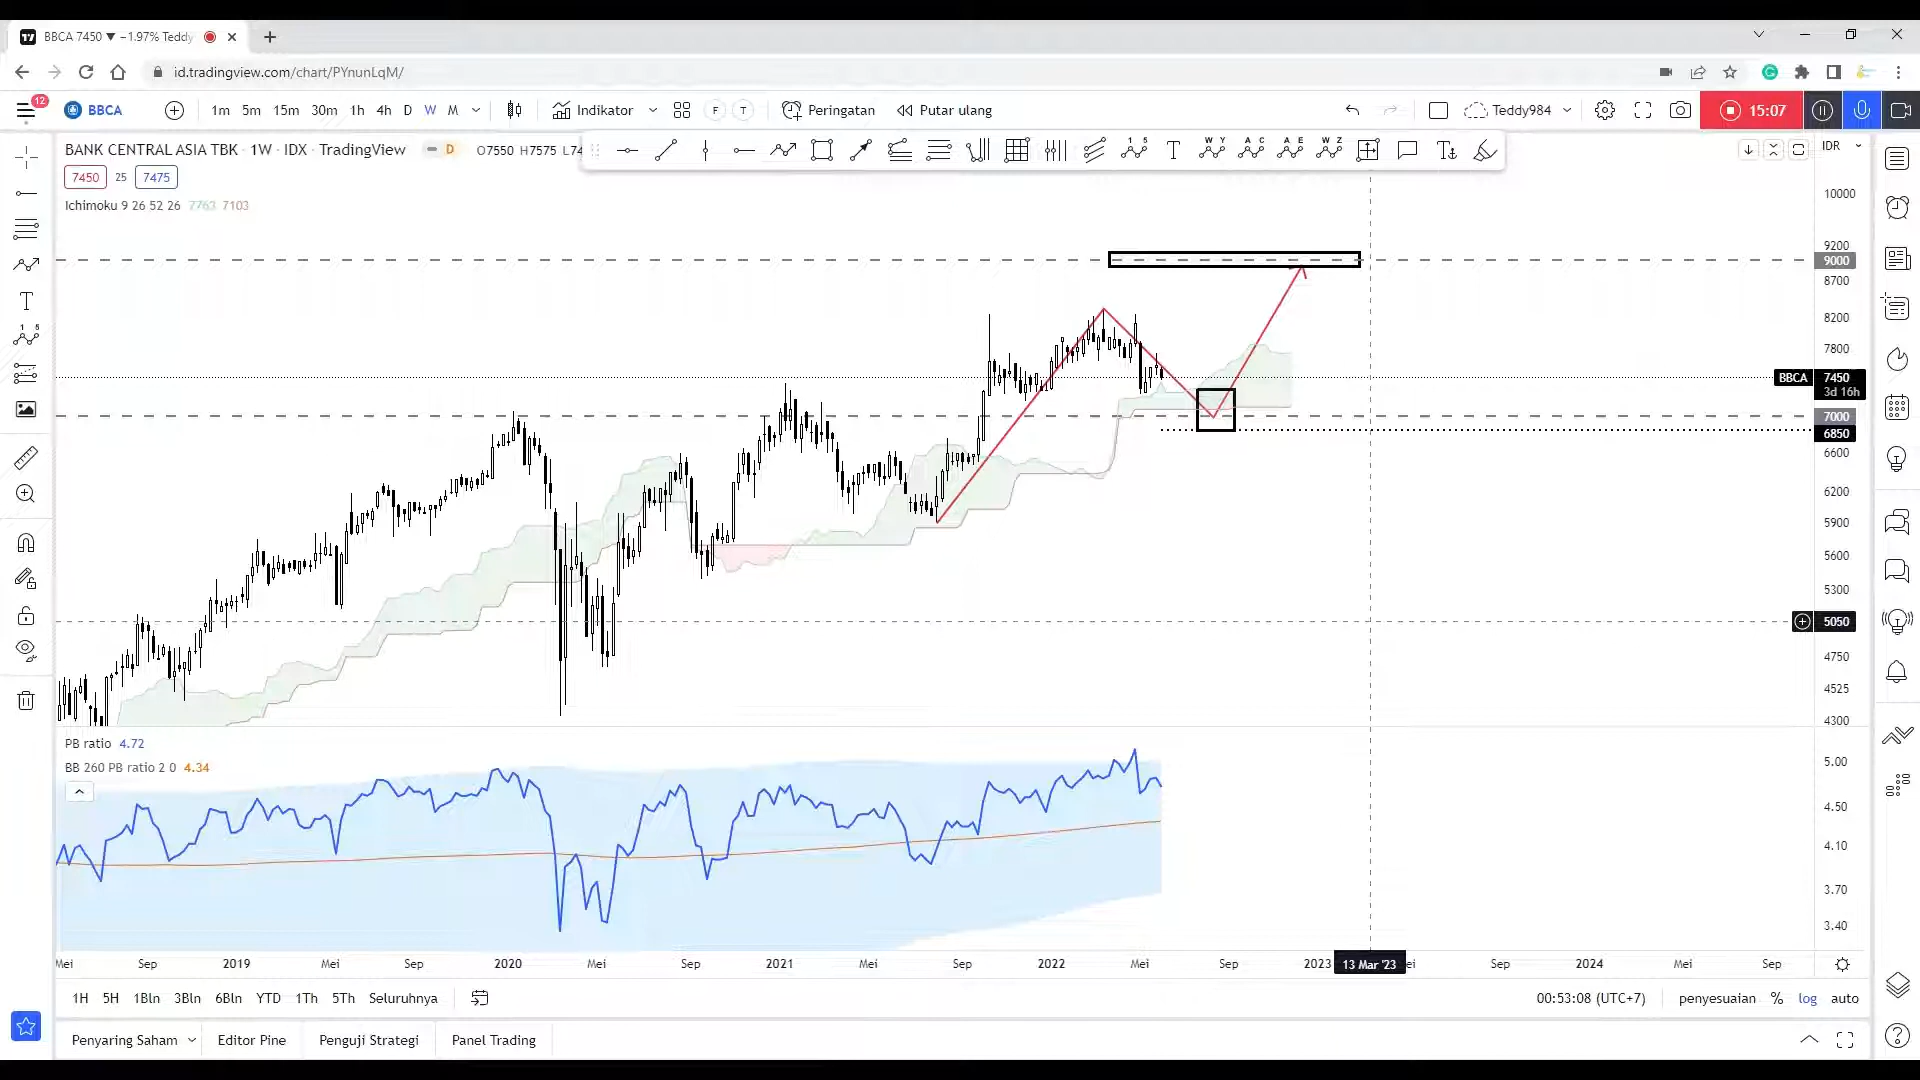 BBCA 7450 ▼ −1.97% Teddy
id.tradingview.com/chart/PYnunLqM/
12
BBCA 1m 5m 15m 30m 1h 4h D W M Indikator F T Peringatan Putar ulang Teddy984 15:07
BANK CENTRAL ASIA TBK · 1W · IDX · TradingView D O7550 H7575 L74
IDR
7450 25 7475
Ichimoku 9 26 52 26 7763 7103
10000
9200
9000
8700
8200
7800
BBCA 7450
3d 16h
7000
6850
6600
6200
5900
5600
5300
5050
4750
4525
4300
PB ratio 4.72
BB 260 PB ratio 2 0 4.34
5.00
4.50
4.10
3.70
3.40
Mei Sep 2019 Mei Sep 2020 Mei Sep 2021 Mei Sep 2022 Mei Sep 2023 13 Mar '23 ei Sep 2024 Mei Sep
1H 5H 1Bln 3Bln 6Bln YTD 1Th 5Th Seluruhnya 00:53:08 (UTC+7) penyesuaian % log auto
Penyaring Saham Editor Pine Penguji Strategi Panel Trading